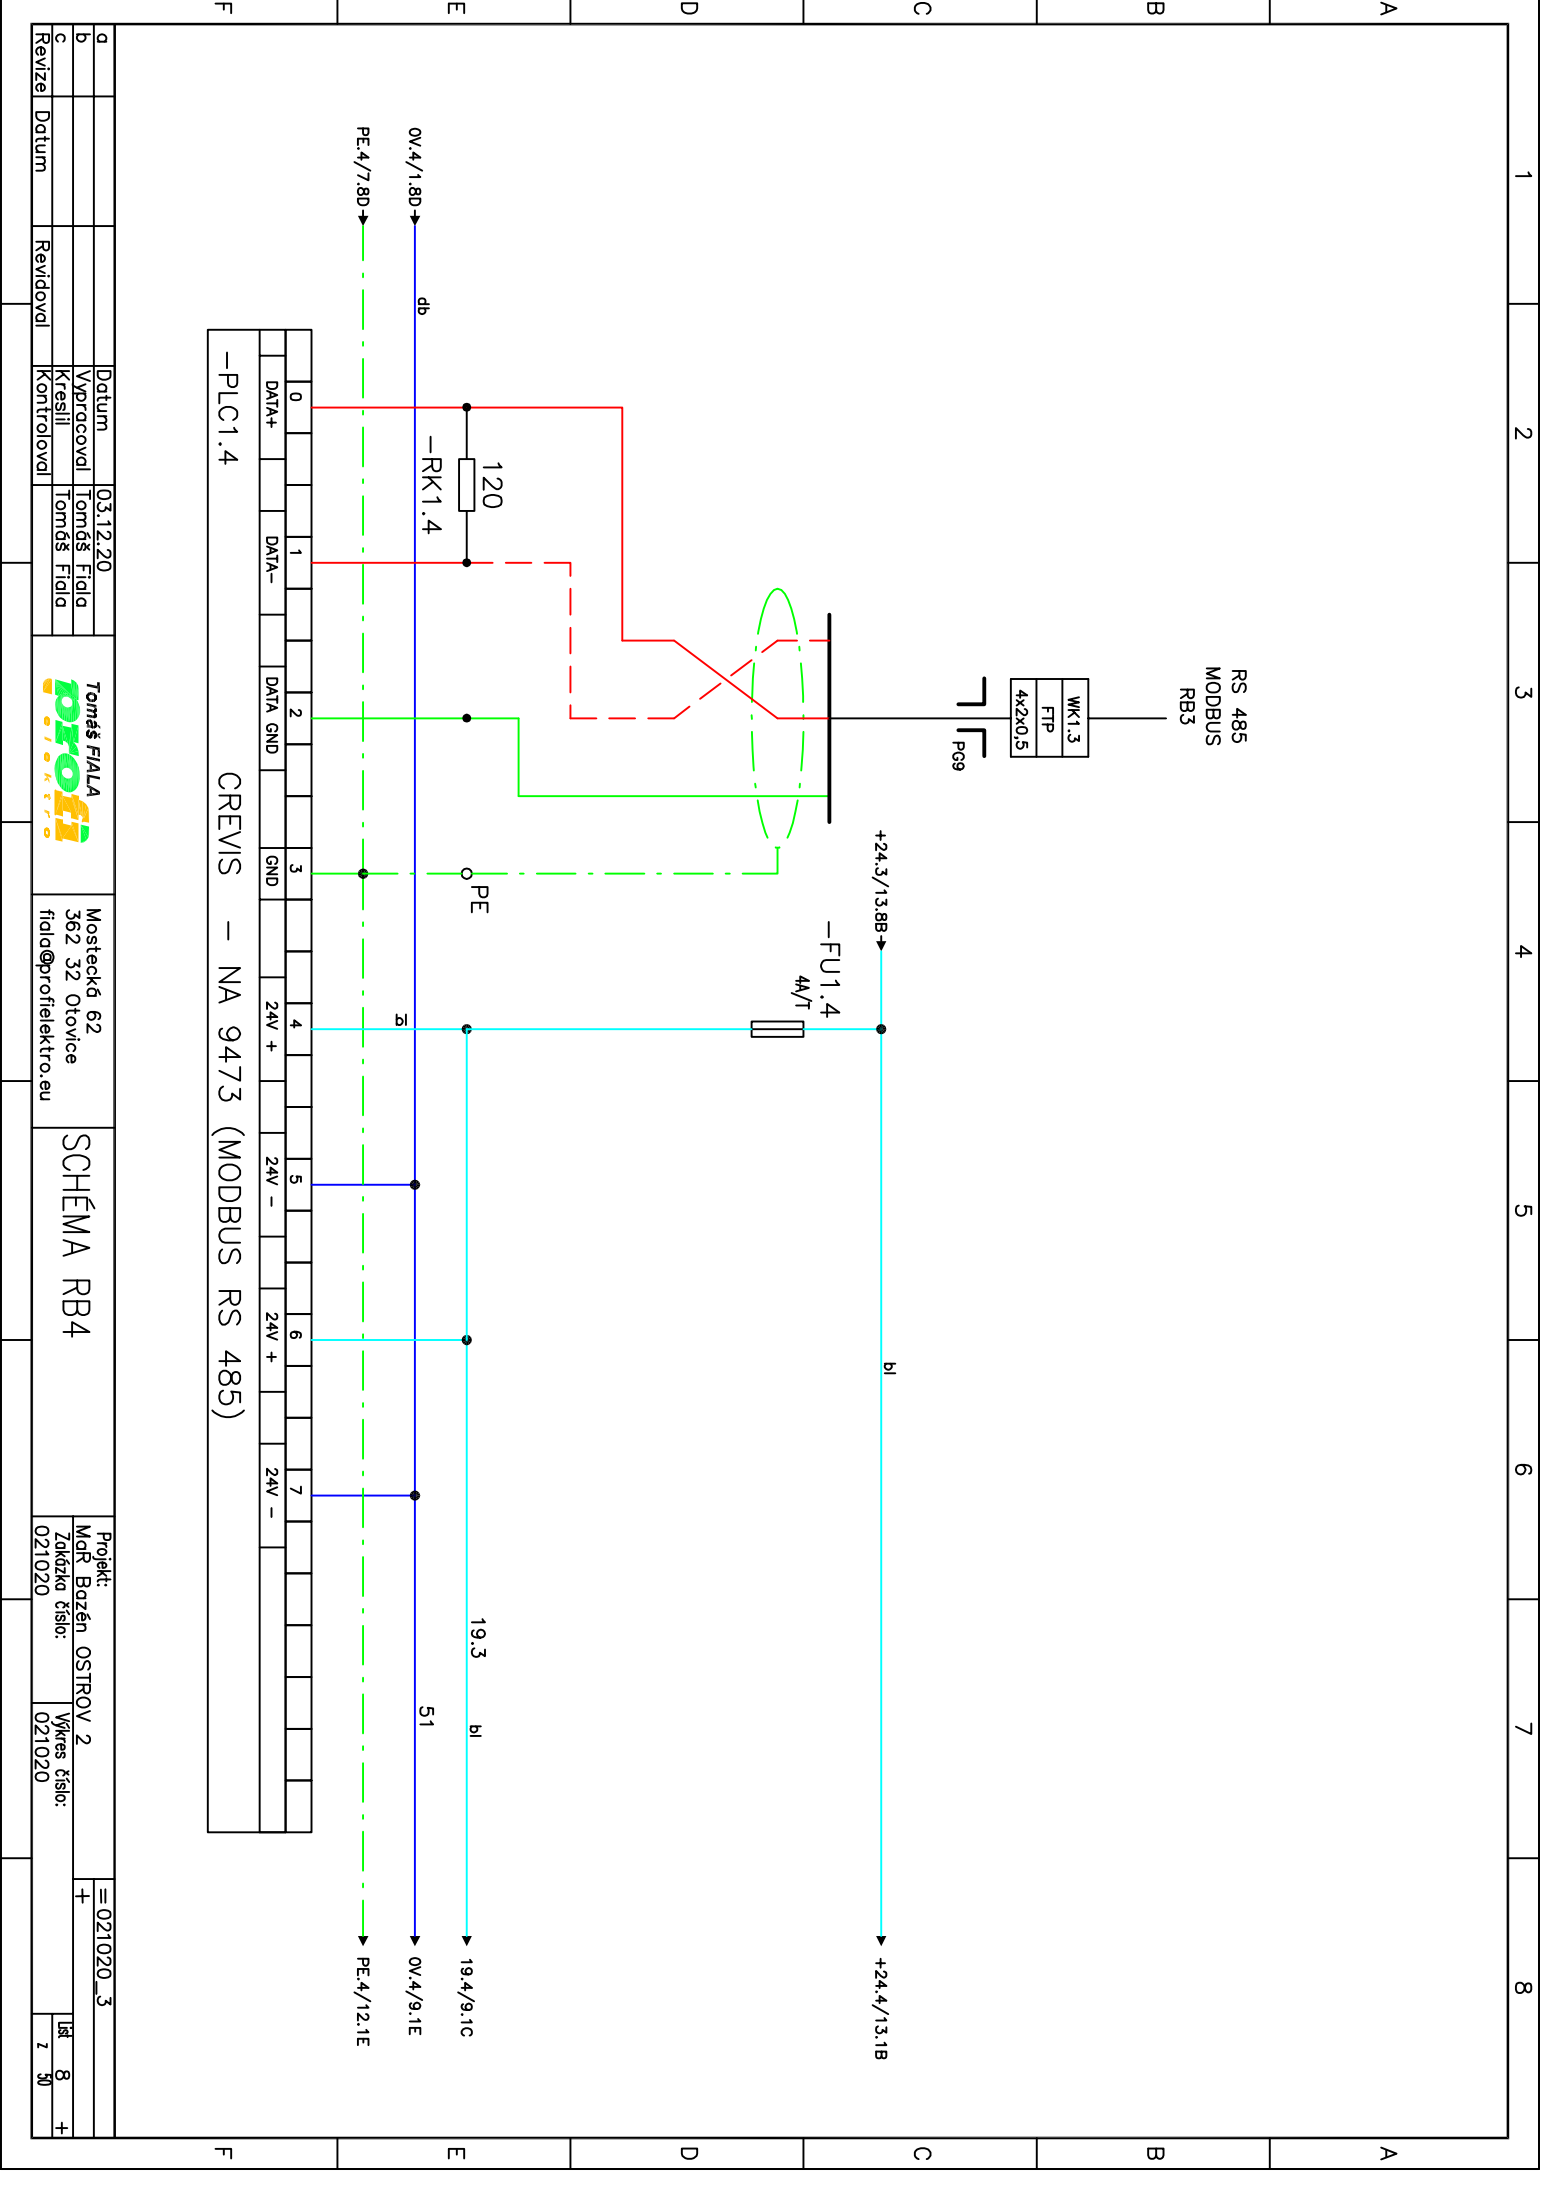 1 2 3 4 5 6 7 8
A
B
C
D
E
F
A
B
C
D
E
F
RS 485
MODBUS
RB3
WK1.3
FTP
4x2x0,5
PG9
+24.3/13.8B
bl
+24.4/13.1B
-FU1.4
4A/T
120
-RK1.4
PE
19.3
bl
19.4/9.1C
0V.4/1.8D
db
51
0V.4/9.1E
bl
PE.4/7.8D
PE.4/12.1E
0 1 2 3 4 5 6 7
DATA+ DATA- DATA GND GND 24V + 24V - 24V + 24V -
-PLC1.4
CREVIS - NA 9473 (MODBUS RS 485)
a
b
c
Revize Datum Revidoval
Datum 03.12.20
Vypracoval Tomáš Fiala
Kreslil Tomáš Fiala
Kontroloval
Tomáš FIALA
profi
elektro
Mostecká 62
362 32 Otovice
fiala@profielektro.eu
SCHÉMA RB4
Projekt:
MaR Bazén OSTROV 2
Zakázka číslo:
021020
Výkres číslo:
021020
=021020_3
+
List 8 +
z 50